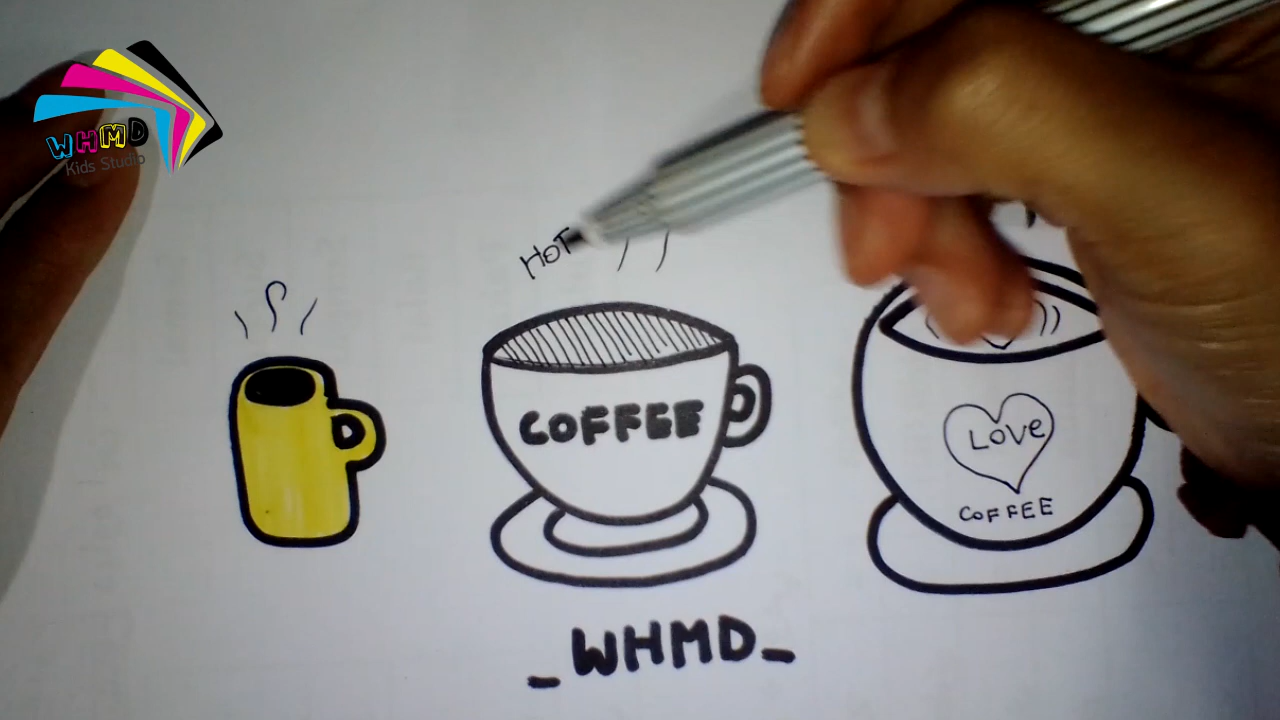 WHMD
Kids Studio
HOT
COFFEE
Love
COFFEE
_WHMD_